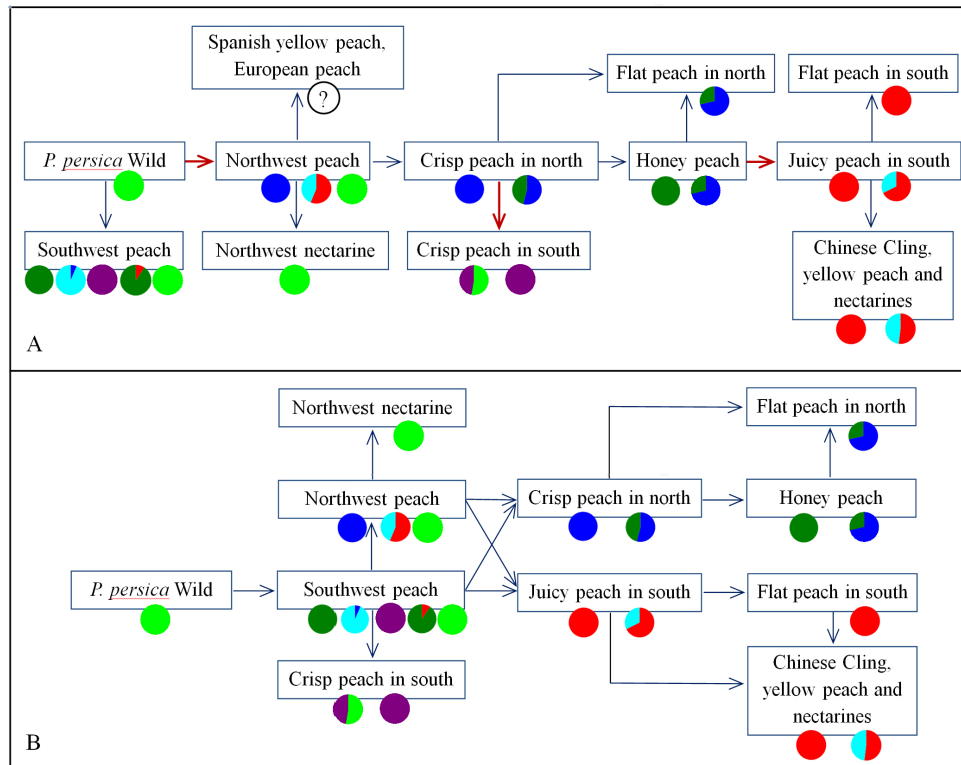 Spanish yellow peach,
European peach
?
Flat peach in north
Flat peach in south
P. persica Wild
Northwest peach
Crisp peach in north
Honey peach
Juicy peach in south
Southwest peach
Northwest nectarine
Crisp peach in south
Chinese Cling,
yellow peach and
nectarines
A
Northwest nectarine
Flat peach in north
Northwest peach
Crisp peach in north
Honey peach
P. persica Wild
Southwest peach
Juicy peach in south
Flat peach in south
Crisp peach in south
Chinese Cling,
yellow peach and
nectarines
B